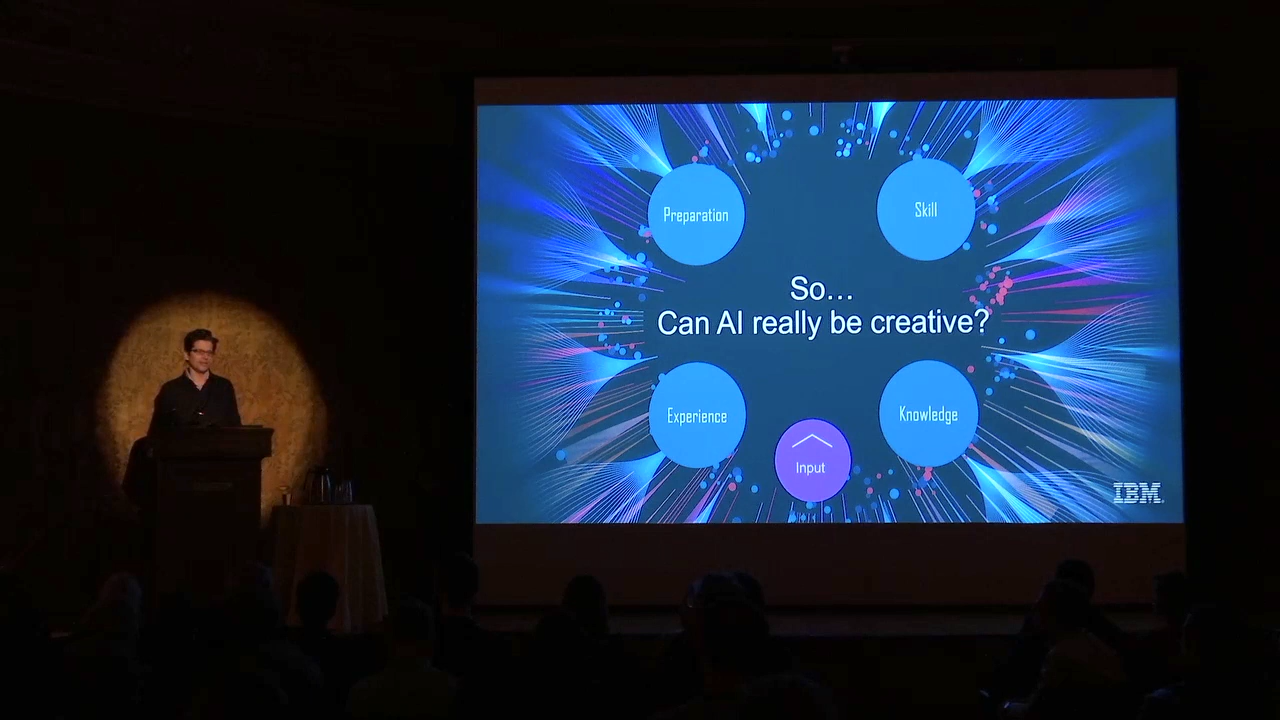 Preparation
Skill
So...
Can AI really be creative?
Experience
Knowledge
Input
IBM